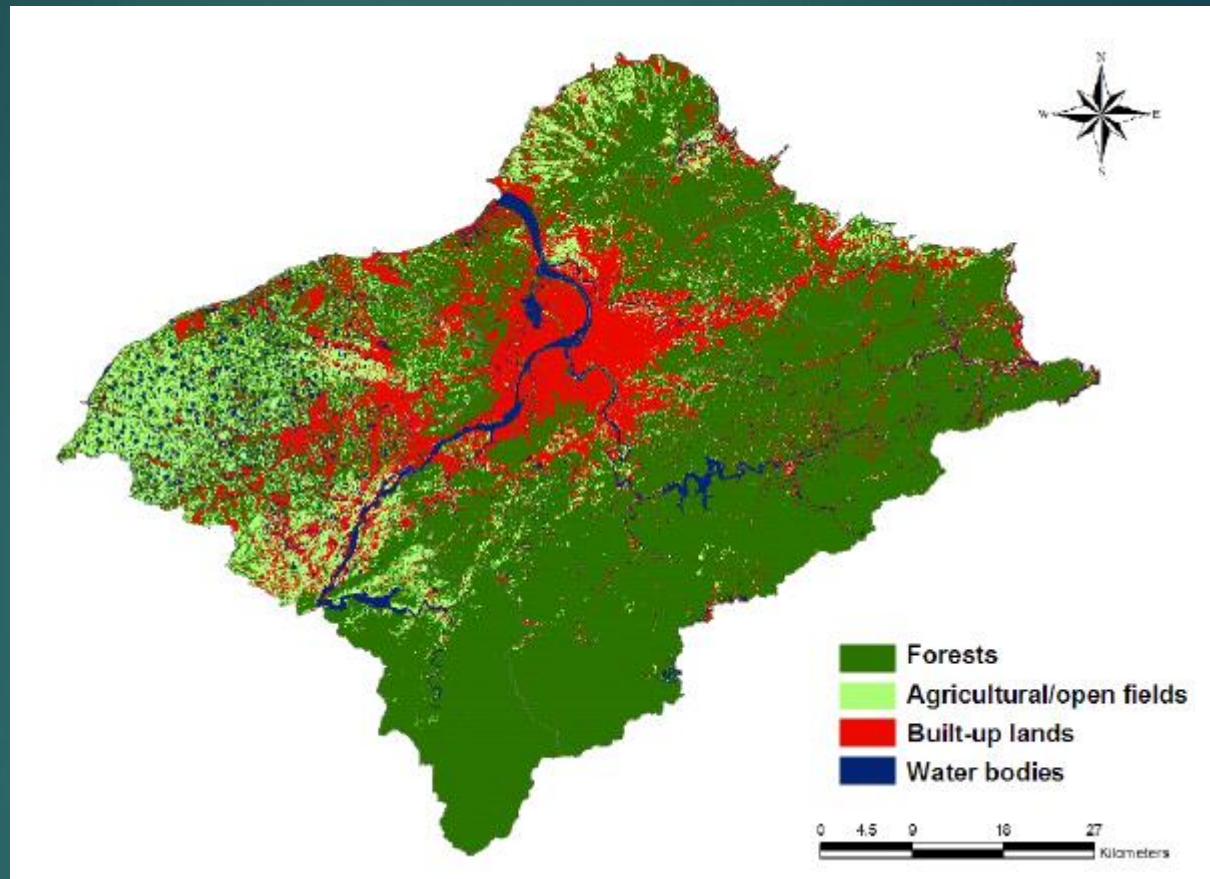 N
W E
S
Forests
Agricultural/open fields
Built-up lands
Water bodies
0 4.5 9 18 27
Kilometers